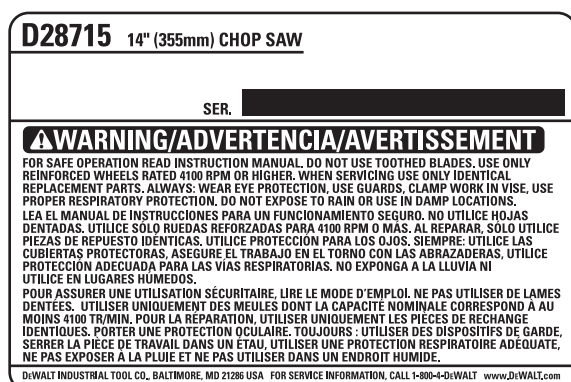 D28715 14" (355mm) CHOP SAW
SER.
WARNING/ADVERTENCIA/AVERTISSEMENT
FOR SAFE OPERATION READ INSTRUCTION MANUAL. DO NOT USE TOOTHED BLADES. USE ONLY
REINFORCED WHEELS RATED 4100 RPM OR HIGHER. WHEN SERVICING USE ONLY IDENTICAL
REPLACEMENT PARTS. ALWAYS: WEAR EYE PROTECTION, USE GUARDS, CLAMP WORK IN VISE, USE
PROPER RESPIRATORY PROTECTION. DO NOT EXPOSE TO RAIN OR USE IN DAMP LOCATIONS.
LEA EL MANUAL DE INSTRUCCIONES PARA UN FUNCIONAMIENTO SEGURO. NO UTILICE HOJAS
DENTADAS. UTILICE SÓLO RUEDAS REFORZADAS PARA 4100 RPM O MÁS. AL REPARAR, SÓLO UTILICE
PIEZAS DE REPUESTO IDÉNTICAS. UTILICE PROTECCIÓN PARA LOS OJOS. SIEMPRE: UTILICE LAS
CUBIERTAS PROTECTORAS, ASEGURE EL TRABAJO EN EL TORNO CON LAS ABRAZADERAS, UTILICE
PROTECCIÓN ADECUADA PARA LAS VÍAS RESPIRATORIAS. NO EXPONGA A LA LLUVIA NI
UTILICE EN LUGARES HÚMEDOS.
POUR ASSURER UNE UTILISATION SÉCURITAIRE, LIRE LE MODE D'EMPLOI. NE PAS UTILISER DE LAMES
DENTÉES. UTILISER UNIQUEMENT DES MEULES DONT LA CAPACITÉ NOMINALE CORRESPOND À AU
MOINS 4100 TR/MIN. POUR LA RÉPARATION, UTILISER UNIQUEMENT LES PIÈCES DE RECHANGE
IDENTIQUES. PORTER UNE PROTECTION OCULAIRE. TOUJOURS : UTILISER DES DISPOSITIFS DE GARDE,
SERRER LA PIÈCE DE TRAVAIL DANS UN ÉTAU, UTILISER UNE PROTECTION RESPIRATOIRE ADÉQUATE,
NE PAS EXPOSER À LA PLUIE ET NE PAS UTILISER DANS UN ENDROIT HUMIDE.
DEWALT INDUSTRIAL TOOL CO., BALTIMORE, MD 21286 USA FOR SERVICE INFORMATION, CALL 1-800-4-DEWALT www.DEWALT.com